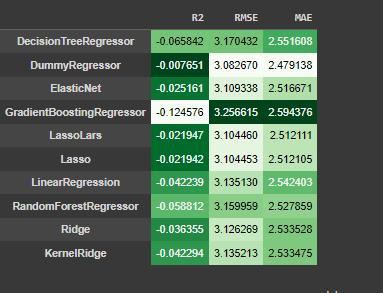 R2 RMSE MAE
DecisionTreeRegressor -0.065842 3.170432 2.551608
DummyRegressor -0.007651 3.082670 2.479138
ElasticNet -0.025161 3.109338 2.516671
GradientBoostingRegressor -0.124576 3.256615 2.594376
LassoLars -0.021947 3.104460 2.512111
Lasso -0.021942 3.104453 2.512105
LinearRegression -0.042239 3.135130 2.542403
RandomForestRegressor -0.058812 3.159959 2.527859
Ridge -0.036355 3.126269 2.533528
KernelRidge -0.042294 3.135213 2.533475